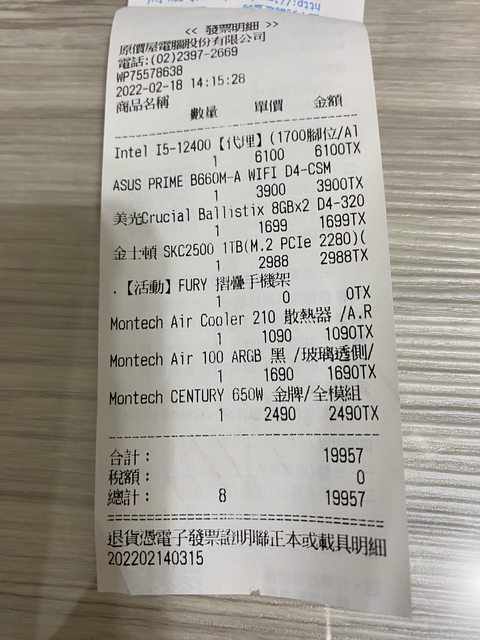 << 發票明細 >>
原價屋電腦股份有限公司
電話:(02)2397-2669
WP75578638
2022-02-18 14:15:28
商品名稱
數量 單價 金額
Intel I5-12400【代理】(1700腳位/Al
1 6100 6100TX
ASUS PRIME B660M-A WIFI D4-CSM
1 3900 3900TX
美光Crucial Ballistix 8GBx2 D4-320
1 1699 1699TX
金士頓 SKC2500 1TB(M.2 PCIe 2280)(
1 2988 2988TX
.【活動】FURY 摺疊手機架
1 0 0TX
Montech Air Cooler 210 散熱器 /A.R
1 1090 1090TX
Montech Air 100 ARGB 黑 /玻璃透側/
1 1690 1690TX
Montech CENTURY 650W 金牌/全模組
1 2490 2490TX
合計: 19957
稅額: 0
總計: 8 19957
退貨憑電子發票證明聯正本或載具明細
202202140315